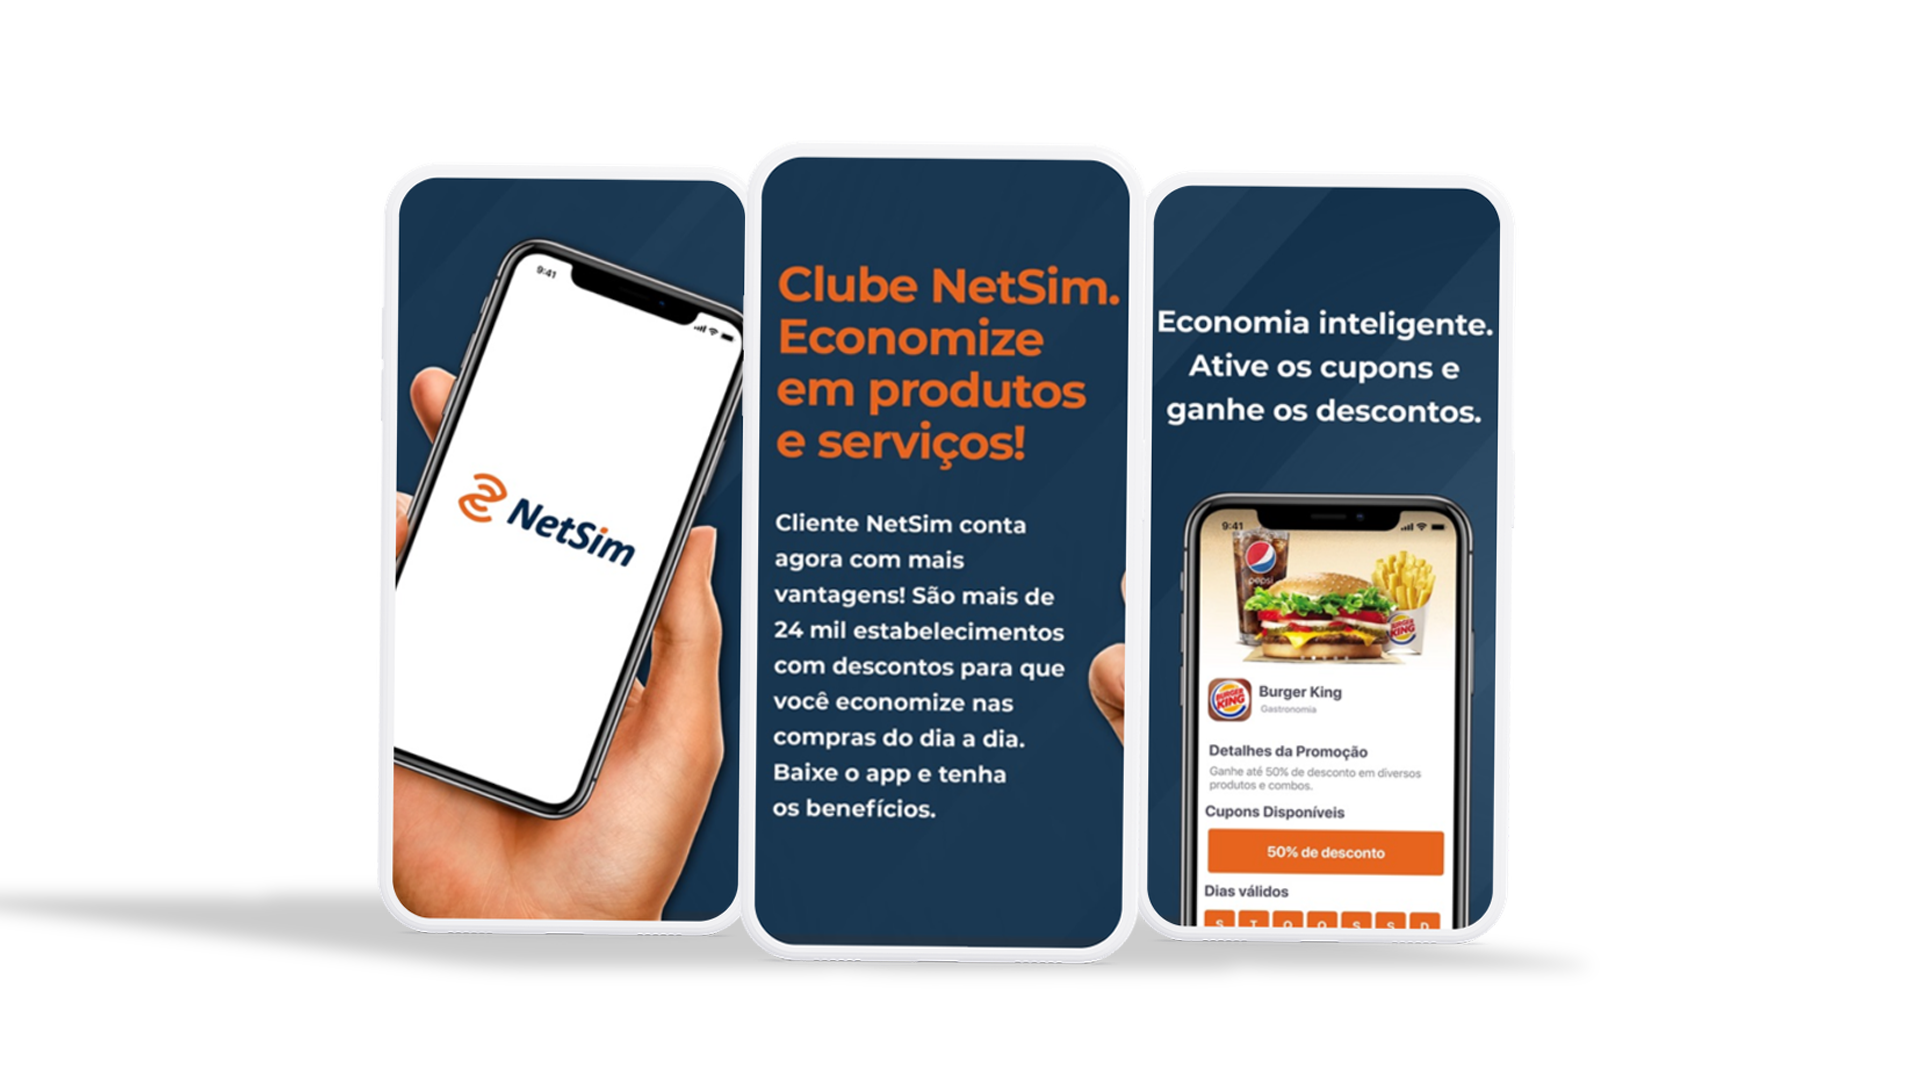 9:41
NetSim
Clube NetSim.
Economize
em produtos
e serviços!
Cliente NetSim conta
agora com mais
vantagens! São mais de
24 mil estabelecimentos
com descontos para que
você economize nas
compras do dia a dia.
Baixe o app e tenha
os benefícios.
Economia inteligente.
Ative os cupons e
ganhe os descontos.
9:41
pepsi
BURGER
KING
BURGER
KING
Burger King
Gastronomia
Detalhes da Promoção
Ganhe até 50% de desconto em diversos
produtos e combos.
Cupons Disponíveis
50% de desconto
Dias válidos
S T Q Q S S D